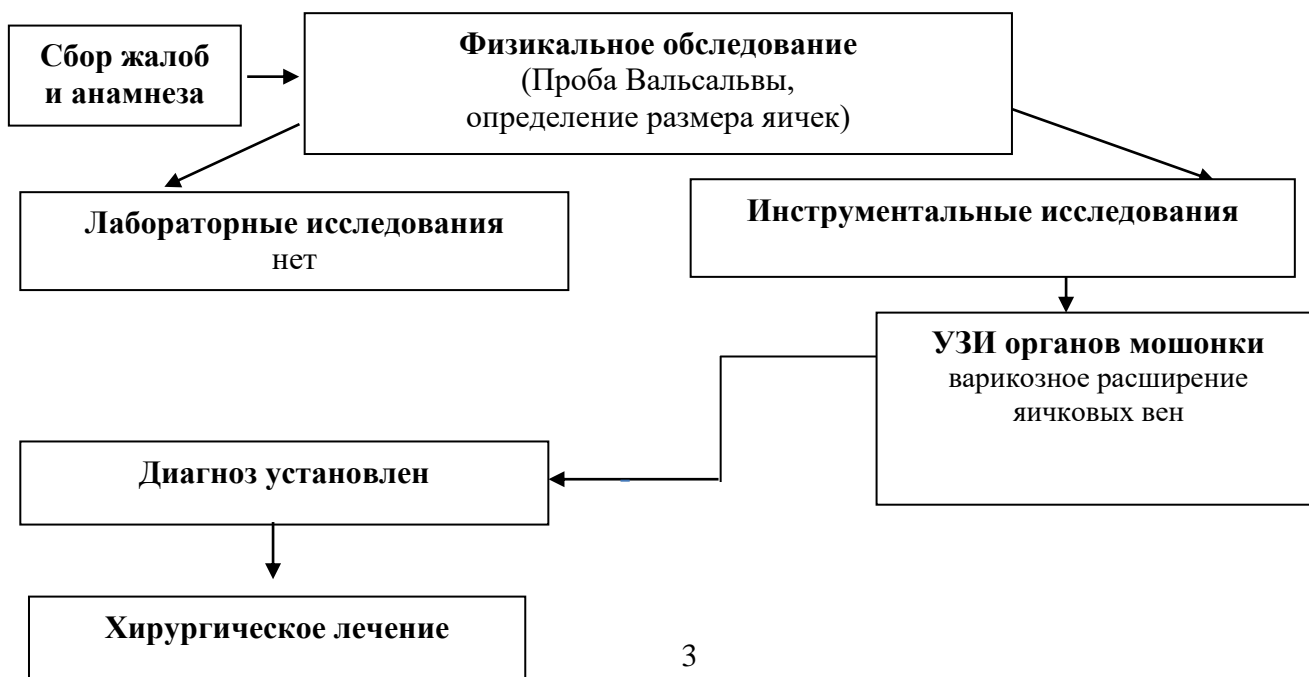 Сбор жалоб
и анамнеза
Физикальное обследование
(Проба Вальсальвы,
определение размера яичек)
Лабораторные исследования
нет
Инструментальные исследования
УЗИ органов мошонки
варикозное расширение
яичковых вен
Диагноз установлен
Хирургическое лечение
3